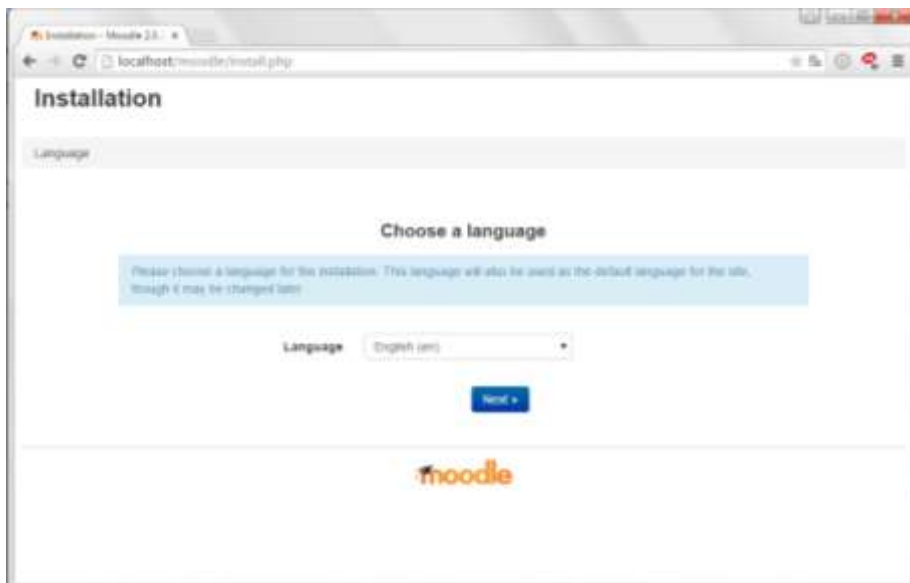 Installation - Moodle 2.8
localhost/moodle/install.php
Installation
Language
Choose a language
Please choose a language for the installation. This language will also be used as the default language for the site,
though it may be changed later.
Language English (en)
Next »
moodle